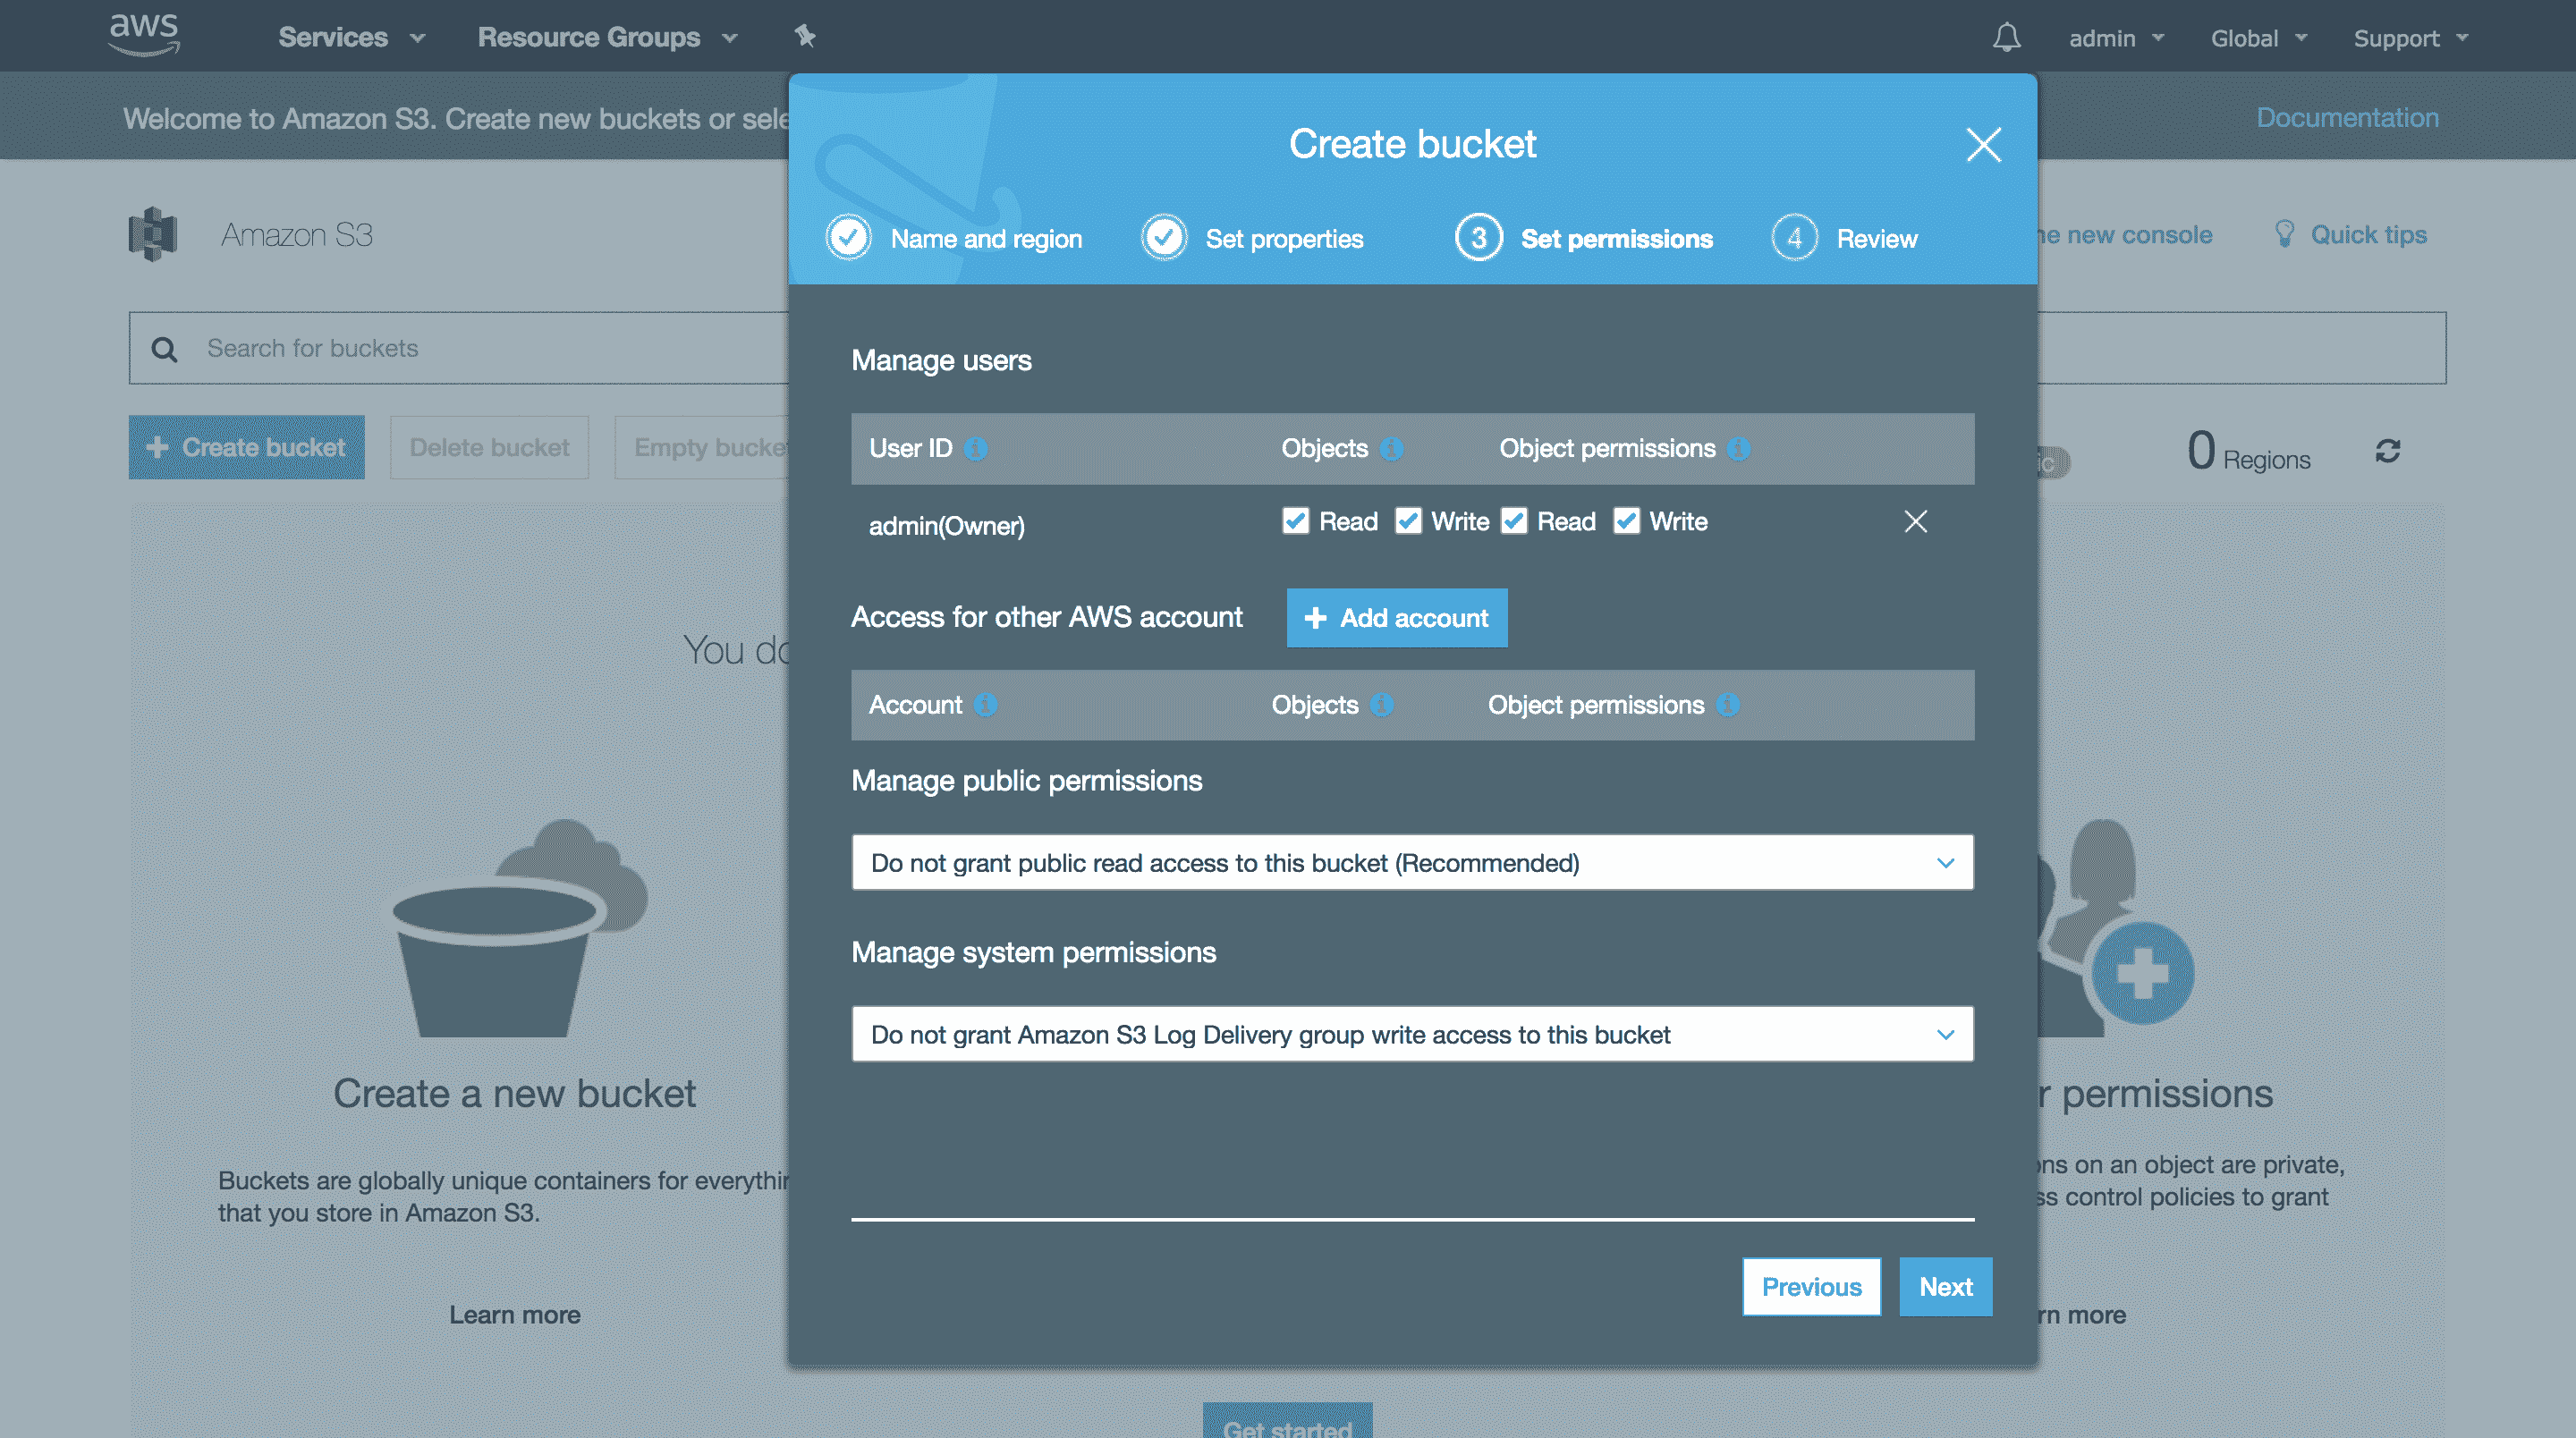 aws Services Resource Groups admin Global Support
Welcome to Amazon S3. Create new buckets or sele Documentation
Create bucket
Name and region Set properties 3 Set permissions 4 Review
Amazon S3 he new console Quick tips
Search for buckets
Manage users
Create bucket Delete bucket Empty bucke ic 0 Regions
User ID Objects Object permissions
admin(Owner) Read Write Read Write
Access for other AWS account Add account
You do
Account Objects Object permissions
Manage public permissions
Do not grant public read access to this bucket (Recommended)
Manage system permissions
Do not grant Amazon S3 Log Delivery group write access to this bucket
Create a new bucket r permissions
Buckets are globally unique containers for everythin
that you store in Amazon S3.
ons on an object are private,
ss control policies to grant
Previous Next
Learn more rn more
Get started